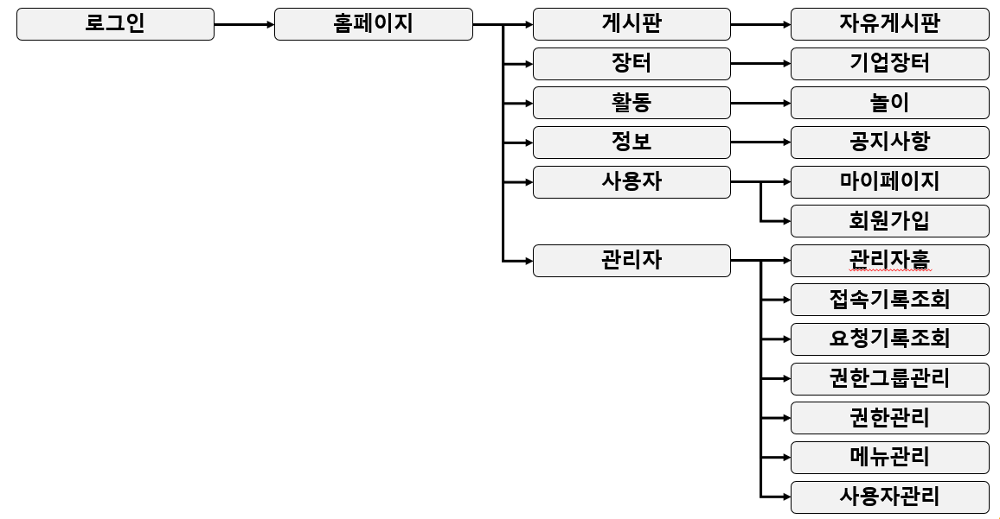 로그인
홈페이지
게시판
자유게시판
장터
기업장터
활동
놀이
정보
공지사항
사용자
마이페이지
회원가입
관리자
관리자홈
접속기록조회
요청기록조회
권한그룹관리
권한관리
메뉴관리
사용자관리